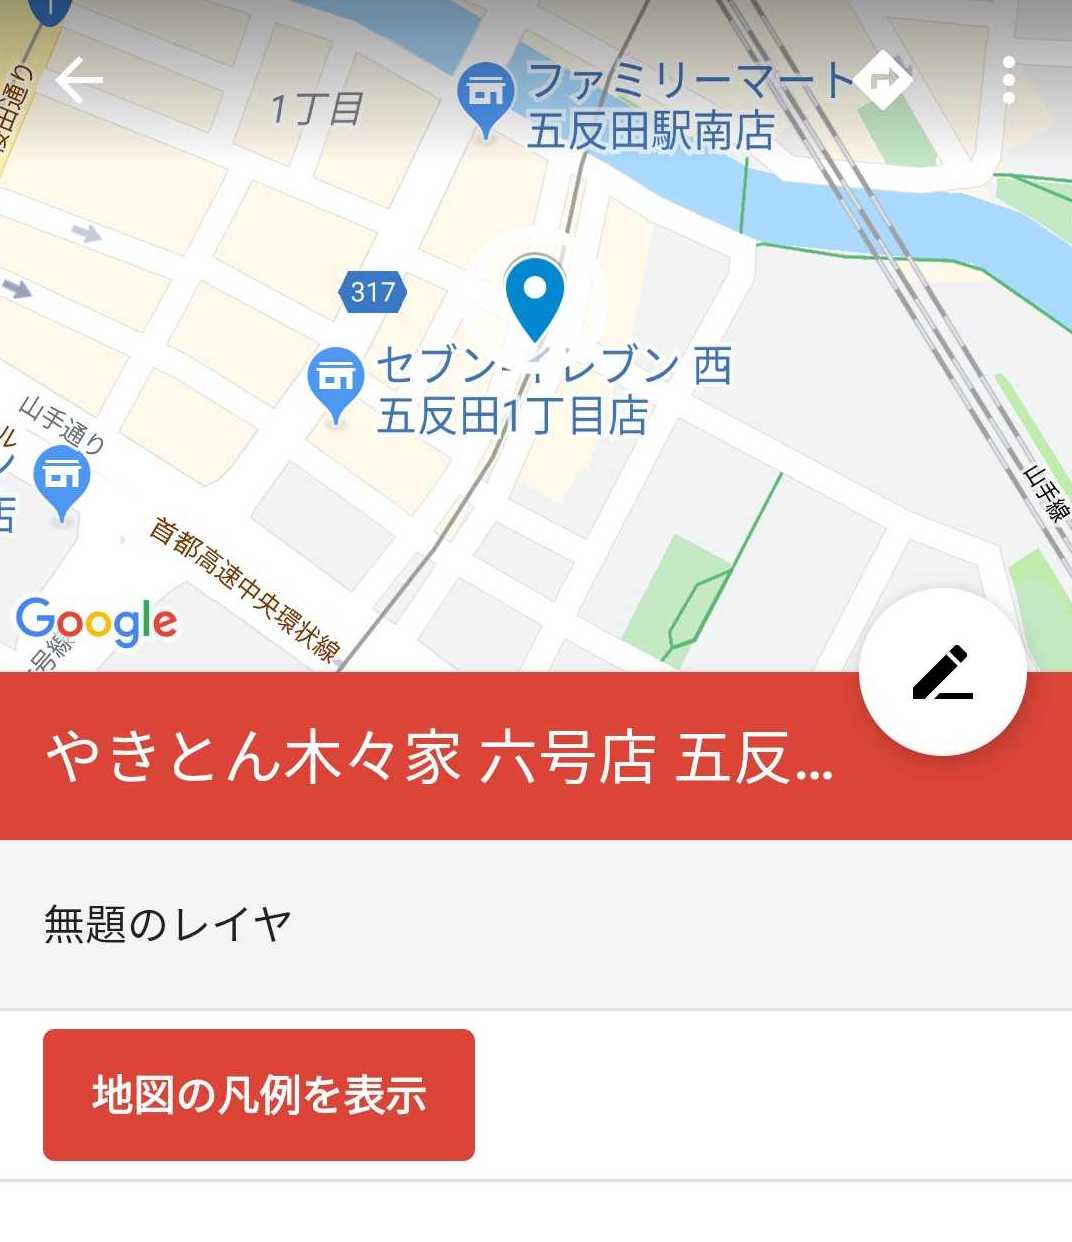 1丁目
ファミリーマート
五反田駅南店
317
セブン-イレブン 西
五反田1丁目店
山手通り
ル
店
山手線
首都高速中央環状線
Google
号線
やきとん木々家 六号店 五反...
無題のレイヤ
地図の凡例を表示